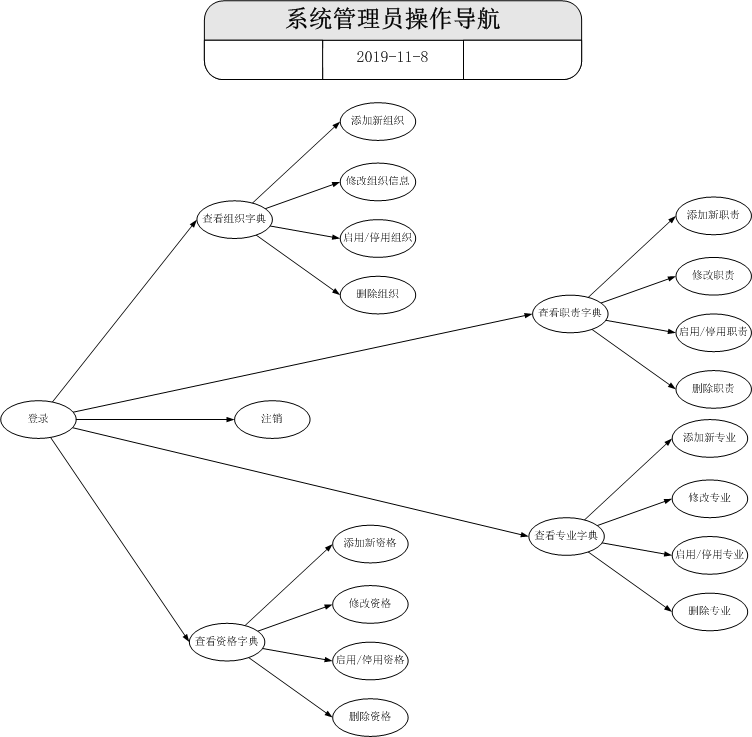 系统管理员操作导航
2019-11-8
添加新组织
修改组织信息
查看组织字典
启用/停用组织
删除组织
添加新职责
修改职责
查看职责字典
启用/停用职责
删除职责
登录
注销
添加新专业
修改专业
查看专业字典
启用/停用专业
删除专业
添加新资格
修改资格
查看资格字典
启用/停用资格
删除资格